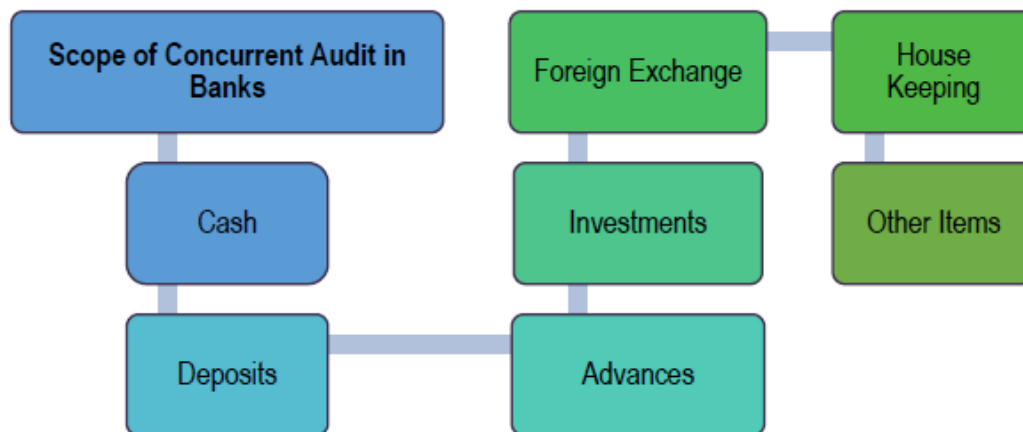 Scope of Concurrent Audit in
Banks
Cash
Deposits
Advances
Investments
Foreign Exchange
House
Keeping
Other Items